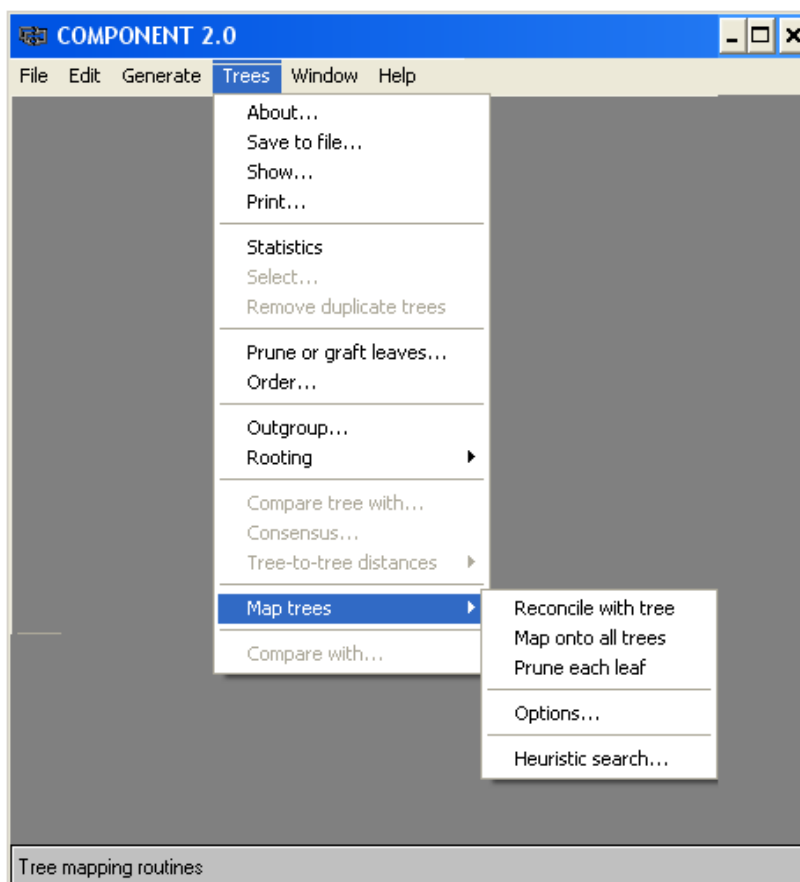 COMPONENT 2.0
File Edit Generate Trees Window Help
About...
Save to file...
Show...
Print...
Statistics
Select...
Remove duplicate trees
Prune or graft leaves...
Order...
Outgroup...
Rooting
Compare tree with...
Consensus...
Tree-to-tree distances
Map trees
Compare with...
Reconcile with tree
Map onto all trees
Prune each leaf
Options...
Heuristic search...
Tree mapping routines